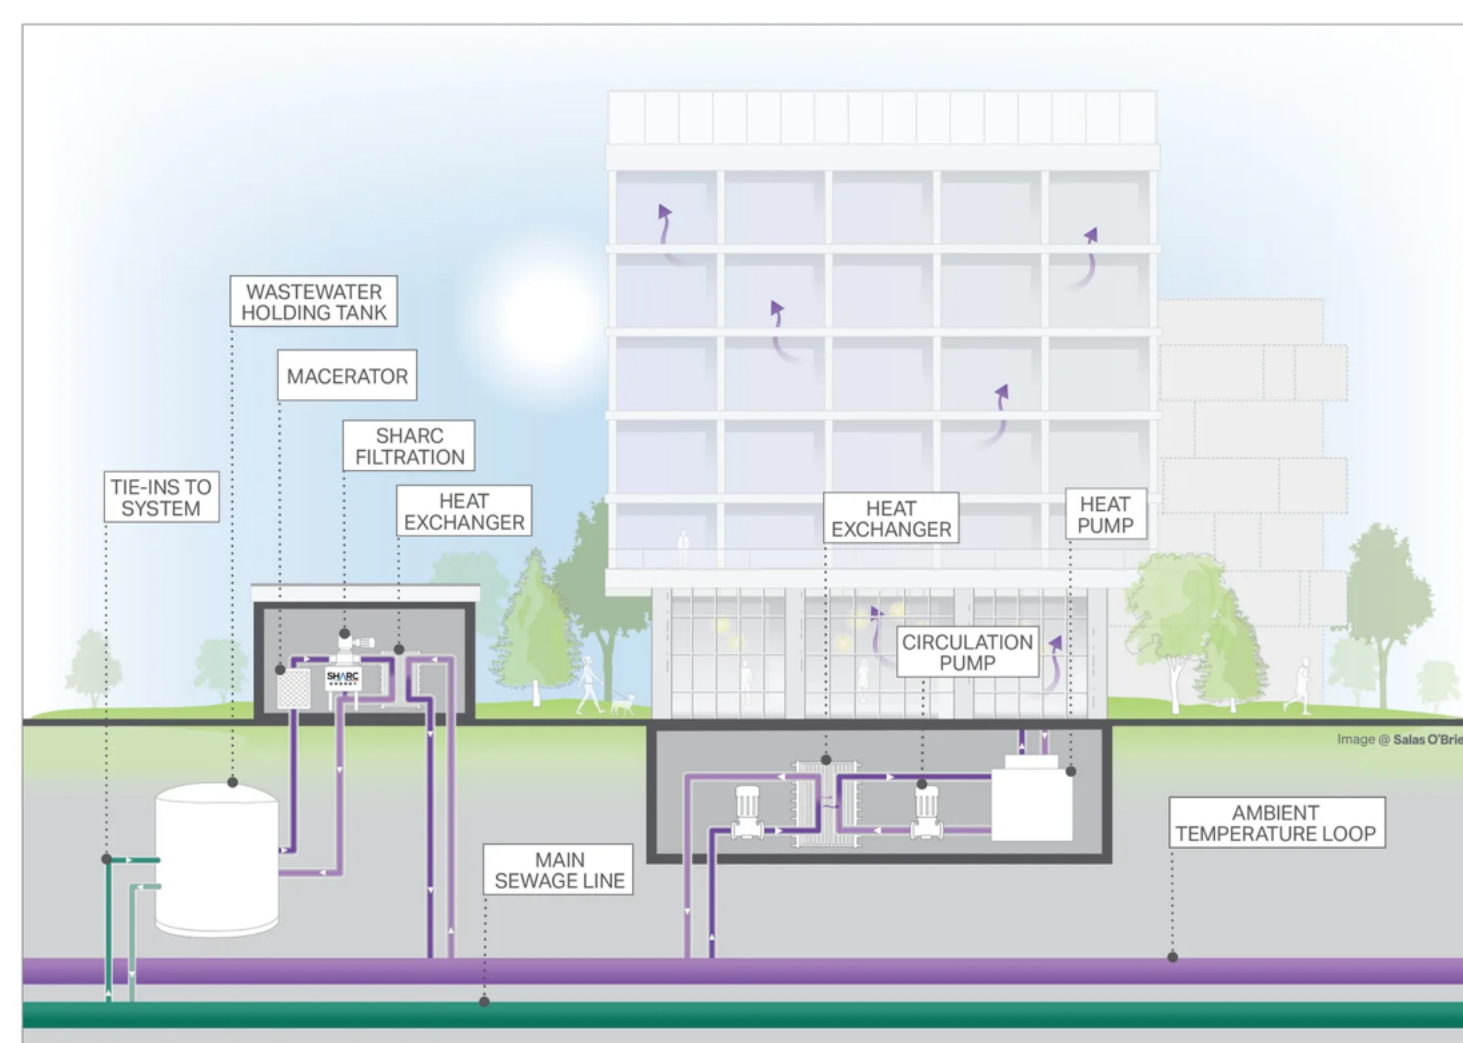 WASTEWATER
HOLDING TANK
MACERATOR
SHARC
FILTRATION
TIE-INS TO
SYSTEM
HEAT
EXCHANGER
HEAT
EXCHANGER
HEAT
PUMP
CIRCULATION
PUMP
SHARC
ENERGY
Image @ Salas O'Brie
AMBIENT
TEMPERATURE LOOP
MAIN
SEWAGE LINE